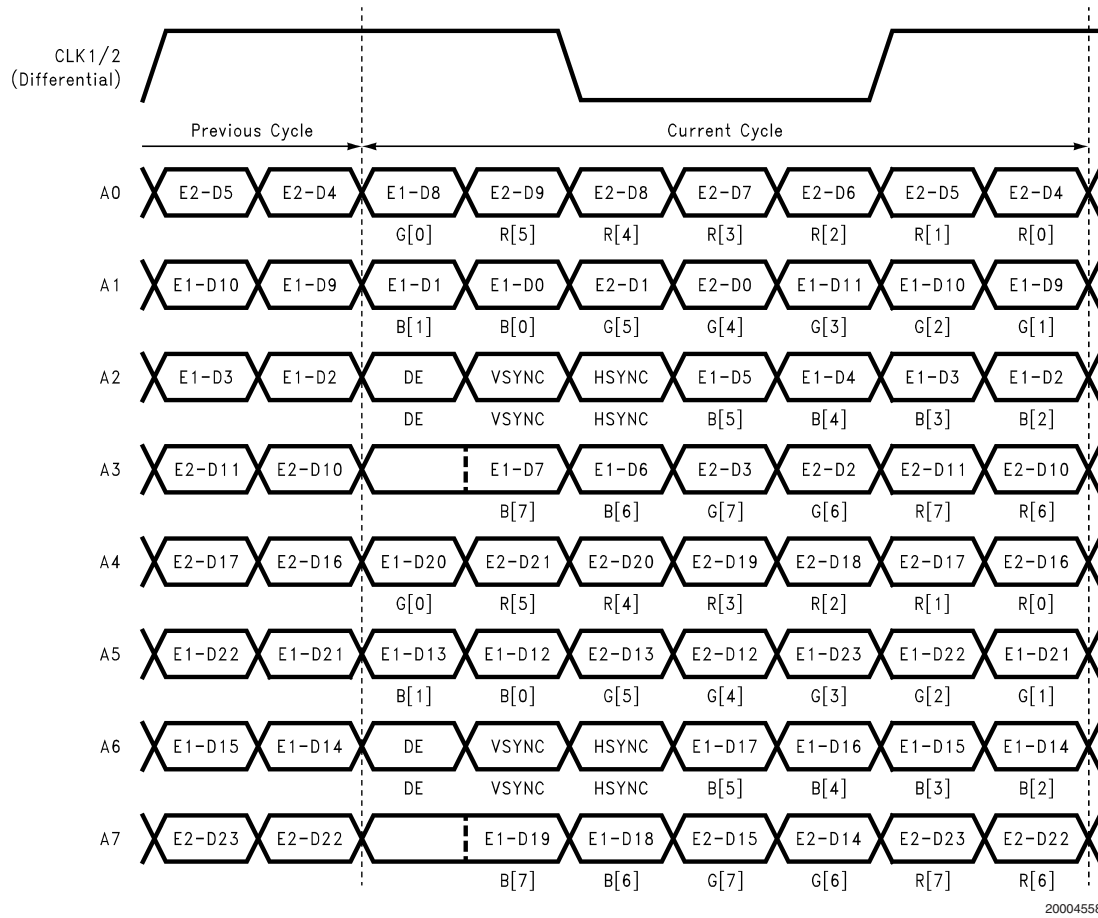 CLK1/2
(Differential)
Previous Cycle Current Cycle
A0 E2-D5 E2-D4 E1-D8 E2-D9 E2-D8 E2-D7 E2-D6 E2-D5 E2-D4
G[0] R[5] R[4] R[3] R[2] R[1] R[0]
A1 E1-D10 E1-D9 E1-D1 E1-D0 E2-D1 E2-D0 E1-D11 E1-D10 E1-D9
B[1] B[0] G[5] G[4] G[3] G[2] G[1]
A2 E1-D3 E1-D2 DE VSYNC HSYNC E1-D5 E1-D4 E1-D3 E1-D2
DE VSYNC HSYNC B[5] B[4] B[3] B[2]
A3 E2-D11 E2-D10 E1-D7 E1-D6 E2-D3 E2-D2 E2-D11 E2-D10
B[7] B[6] G[7] G[6] R[7] R[6]
A4 E2-D17 E2-D16 E1-D20 E2-D21 E2-D20 E2-D19 E2-D18 E2-D17 E2-D16
G[0] R[5] R[4] R[3] R[2] R[1] R[0]
A5 E1-D22 E1-D21 E1-D13 E1-D12 E2-D13 E2-D12 E1-D23 E1-D22 E1-D21
B[1] B[0] G[5] G[4] G[3] G[2] G[1]
A6 E1-D15 E1-D14 DE VSYNC HSYNC E1-D17 E1-D16 E1-D15 E1-D14
DE VSYNC HSYNC B[5] B[4] B[3] B[2]
A7 E2-D23 E2-D22 E1-D19 E1-D18 E2-D15 E2-D14 E2-D23 E2-D22
B[7] B[6] G[7] G[6] R[7] R[6]
20004558